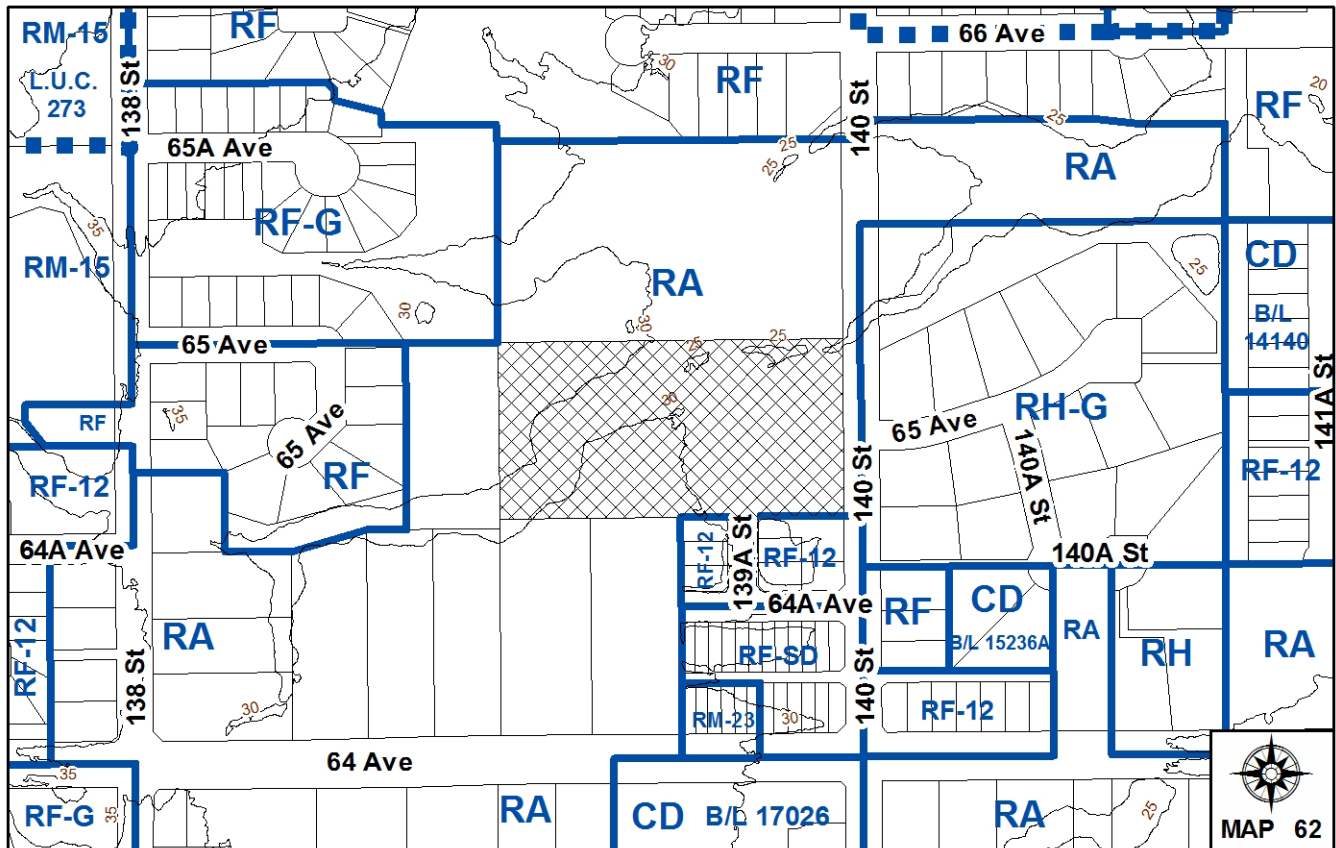 RM-15
RF
66 Ave
L.U.C.
273
138 St
30
RF
140 St
20
RF
65A Ave
25
25
25
RA
RF-G
35
RM-15
RA
CD
25
B/L
14140
30
30
65 Ave
25
25
141A St
RF
35
65 Ave
30
RH-G
65 Ave
140A St
RF
RF-12
140 St
RF-12
64A Ave
RF-12
139A St
RF-12
140A St
64A Ave
RF
CD
B/L 15236A
RA
RA
RF-12
RA
RF-SD
RH
138 St
140 St
30
RM-23
30
RF-12
64 Ave
35
RF-G
35
RA
CD
B/L 17026
RA
25
MAP 62